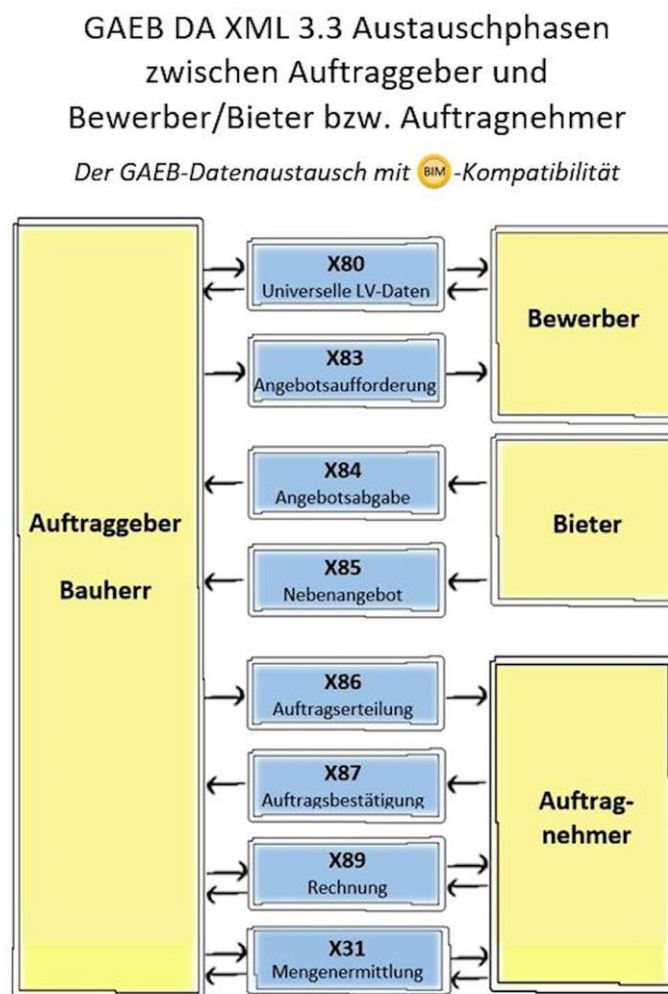 GAEB DA XML 3.3 Austauschphasen
zwischen Auftraggeber und
Bewerber/Bieter bzw. Auftragnehmer
Der GAEB-Datenaustausch mit BIM -Kompatibilität
X80
Universelle LV-Daten
X83
Angebotsaufforderung
Bewerber
X84
Angebotsabgabe
X85
Nebenangebot
Bieter
Auftraggeber
Bauherr
X86
Auftragserteilung
X87
Auftragsbestätigung
X89
Rechnung
X31
Mengenermittlung
Auftrag-
nehmer